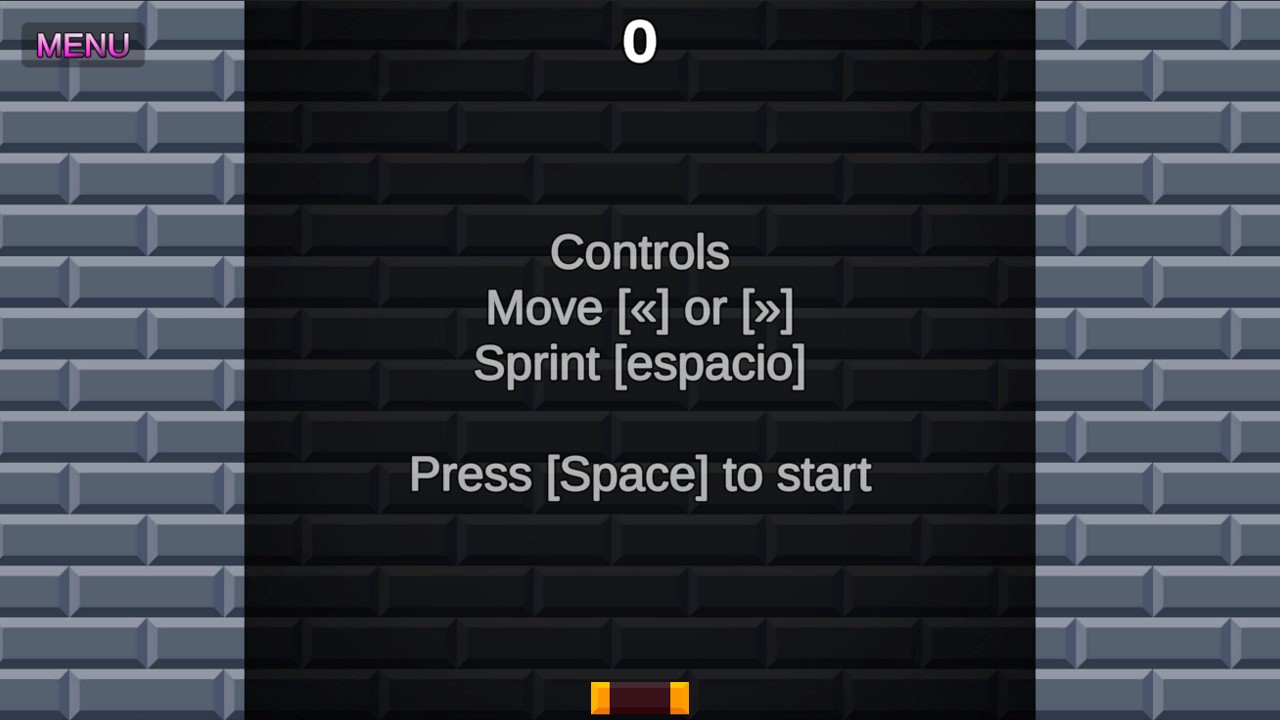 MENU
0
Controls
Move [«] or [»]
Sprint [espacio]
Press [Space] to start